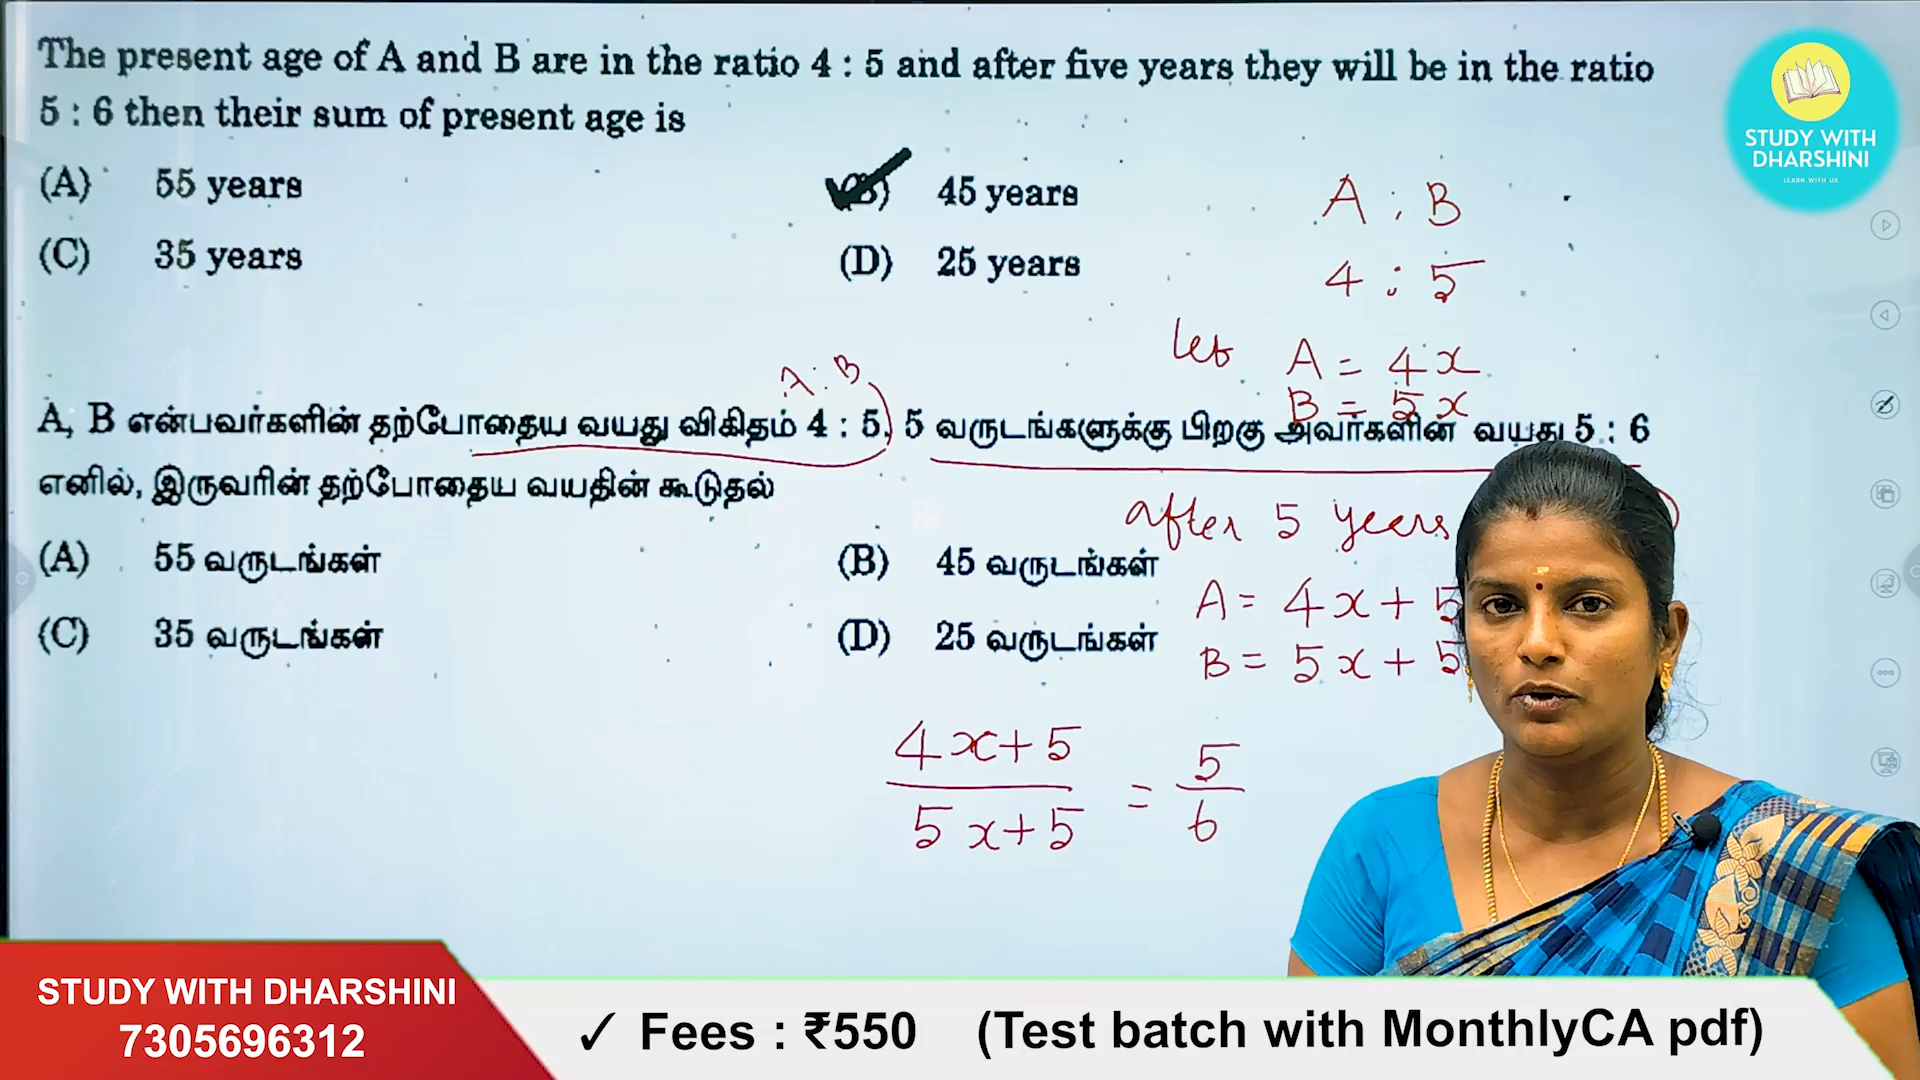 The present age of A and B are in the ratio 4 : 5 and after five years they will be in the ratio
5 : 6 then their sum of present age is
(A) 55 years
(B) 45 years
(C) 35 years
(D) 25 years
A : B
4 : 5
let A = 4x
B = 5x
A : B
A, B என்பவர்களின் தற்போதைய வயது விகிதம் 4 : 5, 5 வருடங்களுக்கு பிறகு அவர்களின் வயது 5 : 6
எனில், இருவரின் தற்போதைய வயதின் கூடுதல்
(A) 55 வருடங்கள்
(B) 45 வருடங்கள்
(C) 35 வருடங்கள்
(D) 25 வருடங்கள்
after 5 years
A = 4x + 5
B = 5x + 5
4x+5
5x+5
=
5
6
STUDY WITH
DHARSHINI
LEARN WITH US
STUDY WITH DHARSHINI
7305696312
✓ Fees : ₹550 (Test batch with MonthlyCA pdf)